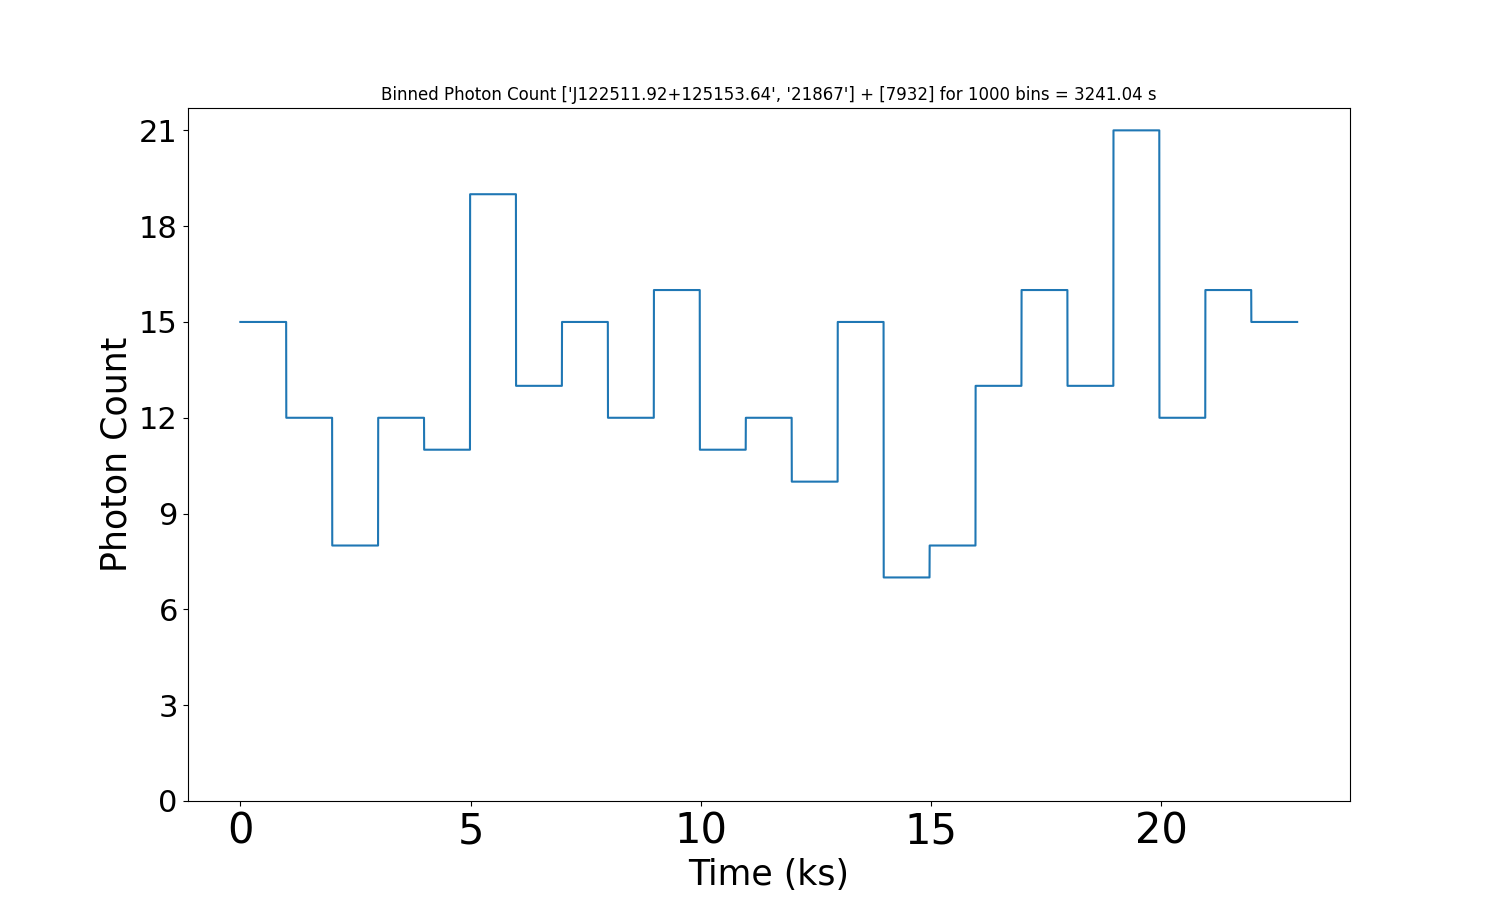 Binned Photon Count ['J122511.92+125153.64', '21867'] + [7932] for 1000 bins = 3241.04 s
Photon Count
21
18
15
12
9
6
3
0
0 5 10 15 20
Time (ks)